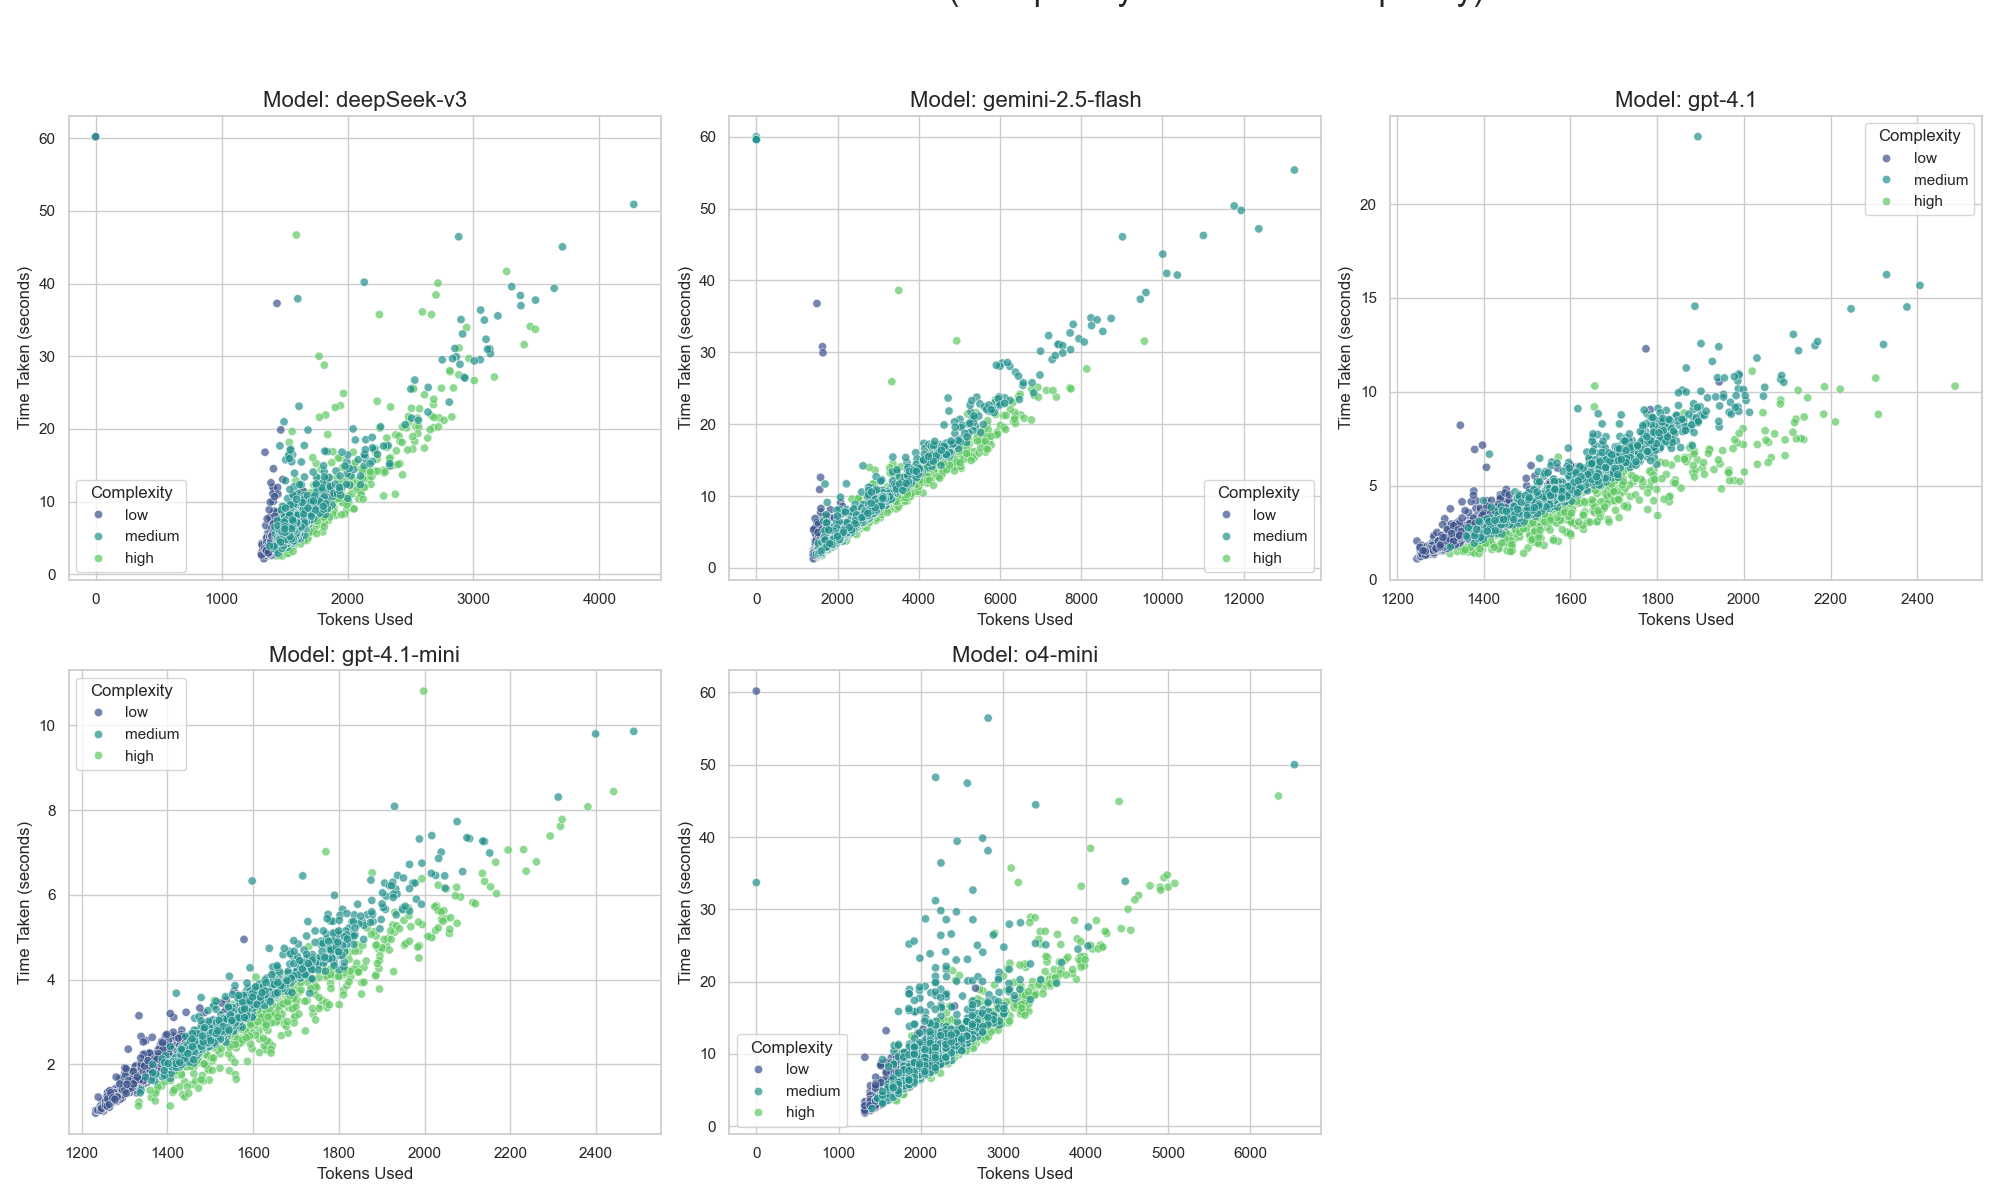 Model: deepSeek-v3
Time Taken (seconds)
60
50
40
30
20
10
0
Complexity
low
medium
high
0 1000 2000 3000 4000
Tokens Used
Model: gemini-2.5-flash
Time Taken (seconds)
60
50
40
30
20
10
0
Complexity
low
medium
high
0 2000 4000 6000 8000 10000 12000
Tokens Used
Model: gpt-4.1
Time Taken (seconds)
20
15
10
5
0
Complexity
low
medium
high
1200 1400 1600 1800 2000 2200 2400
Tokens Used
Model: gpt-4.1-mini
Time Taken (seconds)
10
8
6
4
2
Complexity
low
medium
high
1200 1400 1600 1800 2000 2200 2400
Tokens Used
Model: o4-mini
Time Taken (seconds)
60
50
40
30
20
10
0
Complexity
low
medium
high
0 1000 2000 3000 4000 5000 6000
Tokens Used